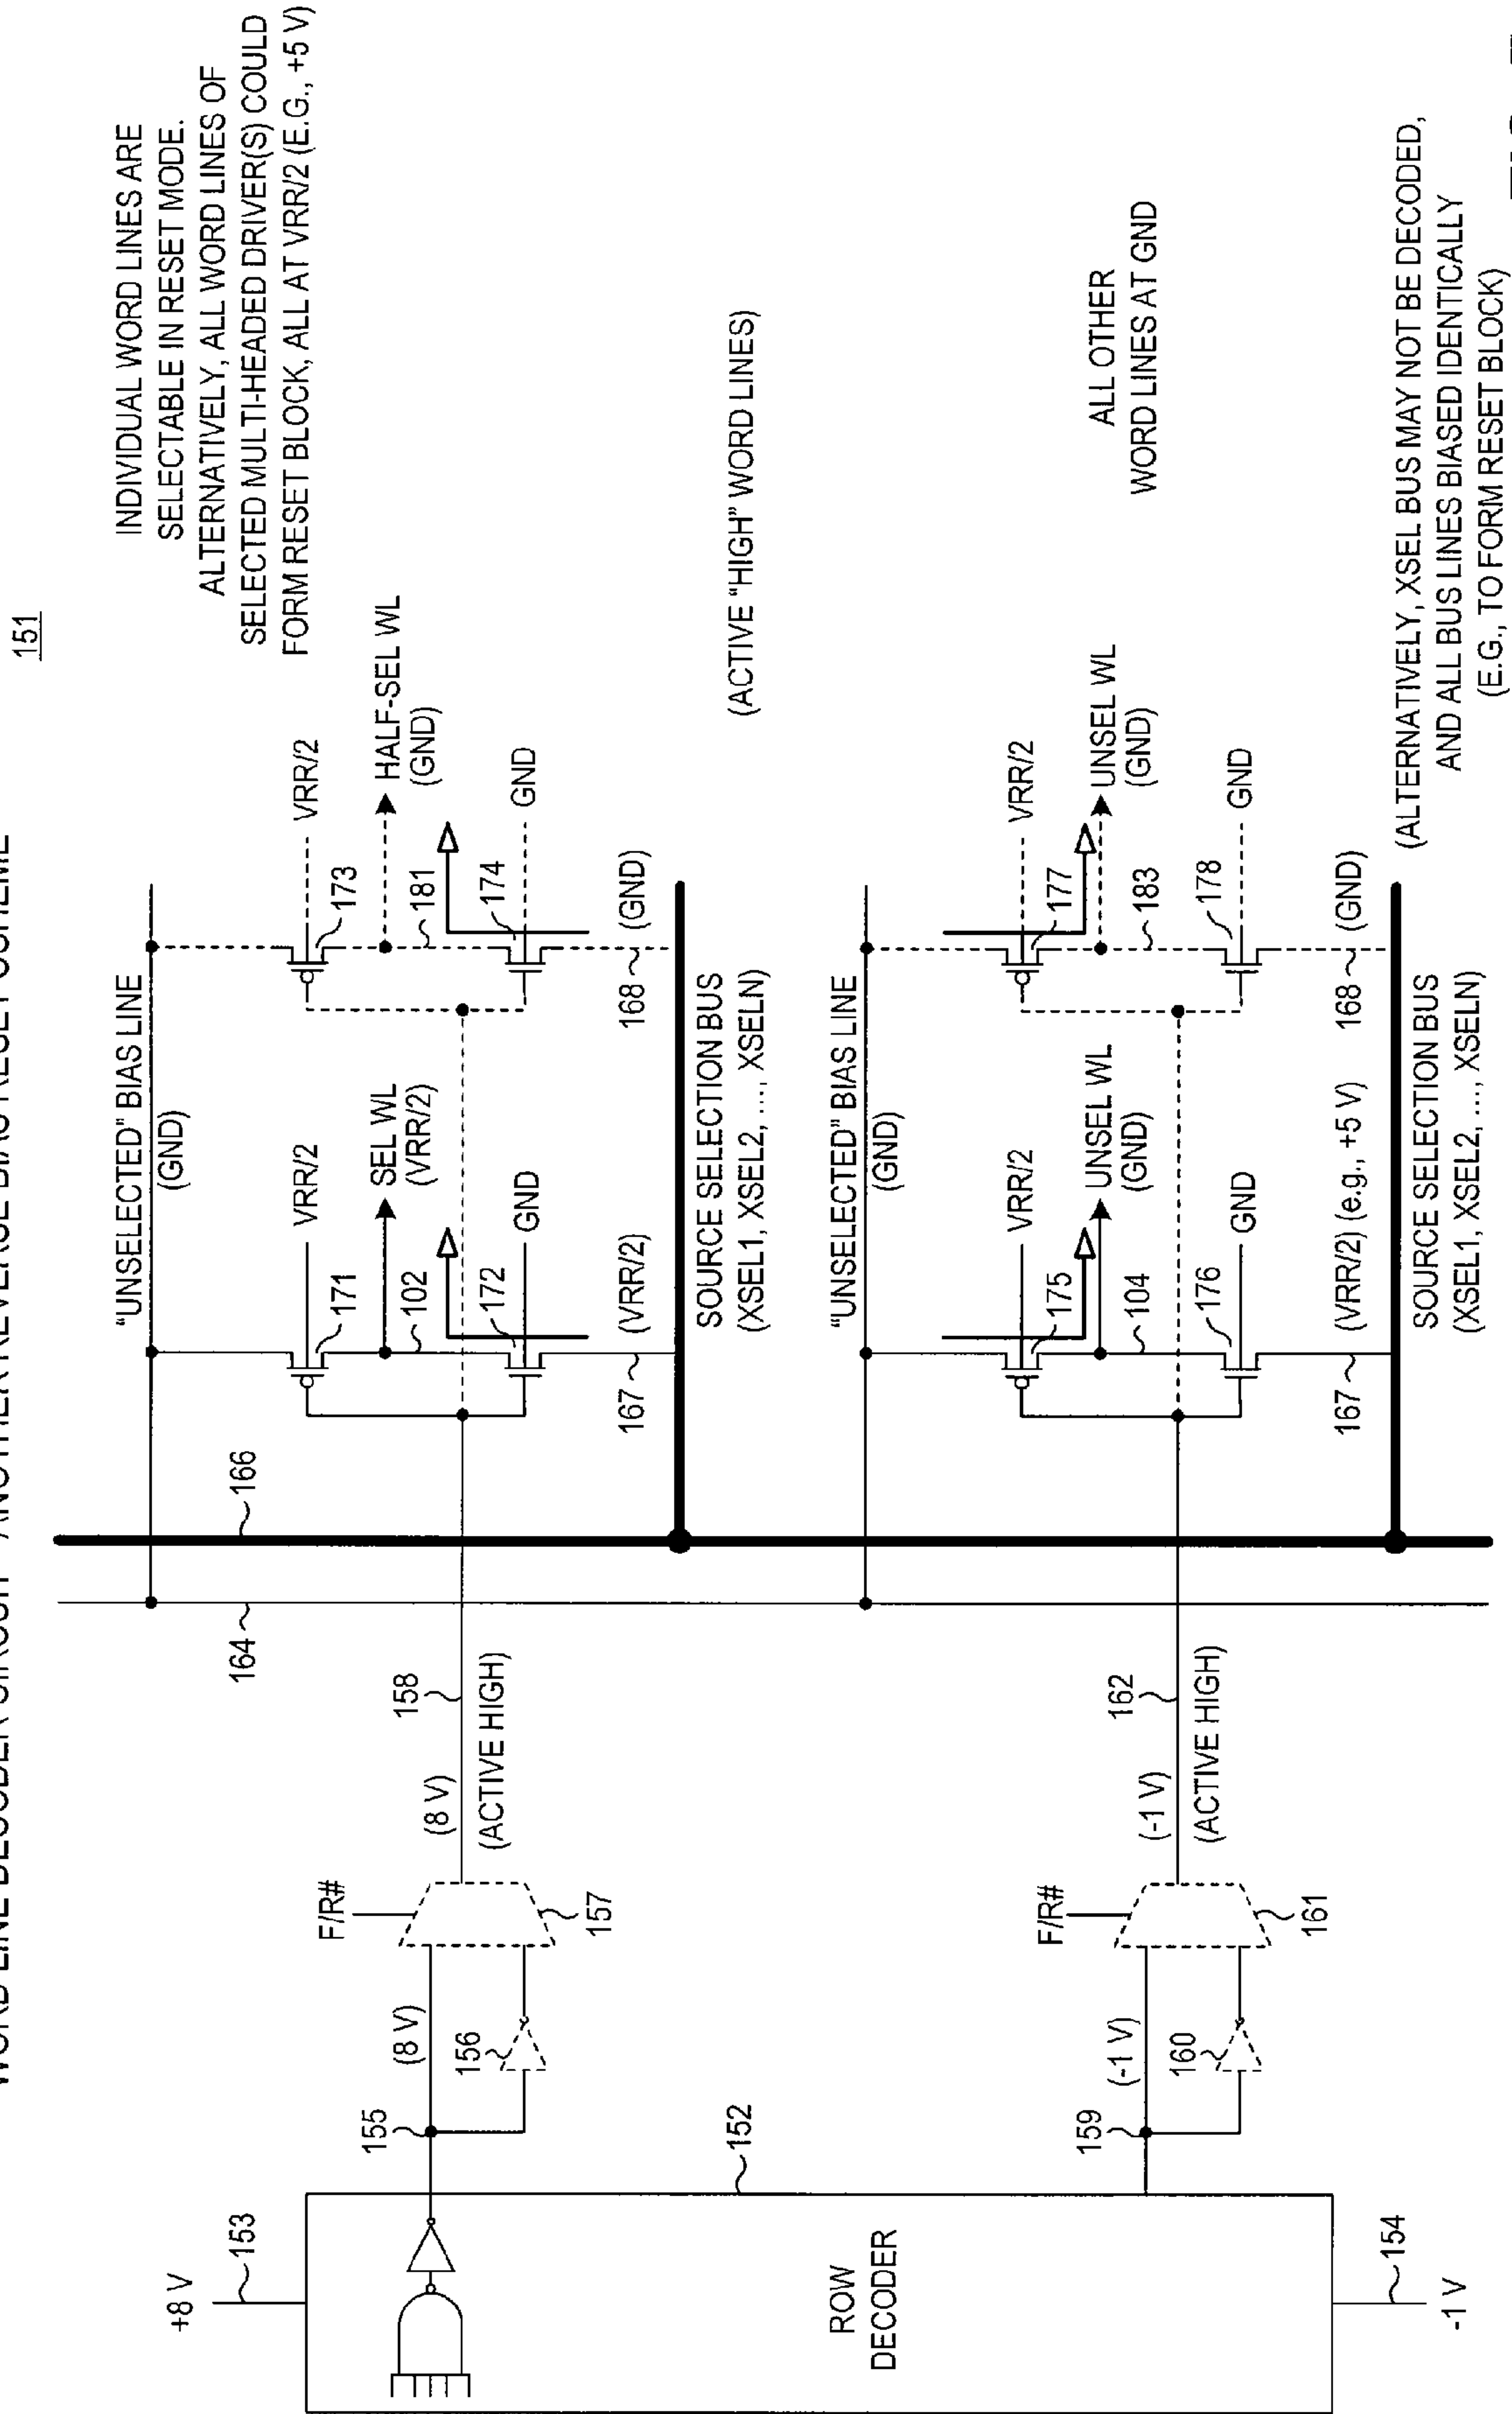 WORD LINE DECODER CIRCUIT - ANOTHER REVERSE BIAS RESET SCHEME
151
+8 V
153
152
ROW
DECODER
154
-1 V
155
(8 V)
156
F/R#
157
(8 V)
158
(ACTIVE HIGH)
159
(-1 V)
160
F/R#
161
(-1 V)
162
(ACTIVE HIGH)
164
166
"UNSELECTED" BIAS LINE
(GND)
VRR/2
171
SEL WL
(VRR/2)
102
172
GND
167
(VRR/2)
VRR/2
173
HALF-SEL WL
(GND)
181
174
GND
168
(GND)
SOURCE SELECTION BUS
(XSEL1, XSEL2, ..., XSELN)
"UNSELECTED" BIAS LINE
(GND)
VRR/2
175
UNSEL WL
(GND)
104
176
GND
167
(VRR/2) (e.g., +5 V)
VRR/2
177
UNSEL WL
(GND)
183
178
GND
168
(GND)
SOURCE SELECTION BUS
(XSEL1, XSEL2, ..., XSELN)
INDIVIDUAL WORD LINES ARE
SELECTABLE IN RESET MODE.
ALTERNATIVELY, ALL WORD LINES OF
SELECTED MULTI-HEADED DRIVER(S) COULD
FORM RESET BLOCK, ALL AT VRR/2 (E.G., +5 V)
(ACTIVE "HIGH" WORD LINES)
ALL OTHER
WORD LINES AT GND
(ALTERNATIVELY, XSEL BUS MAY NOT BE DECODED,
AND ALL BUS LINES BIASED IDENTICALLY
(E.G., TO FORM RESET BLOCK)